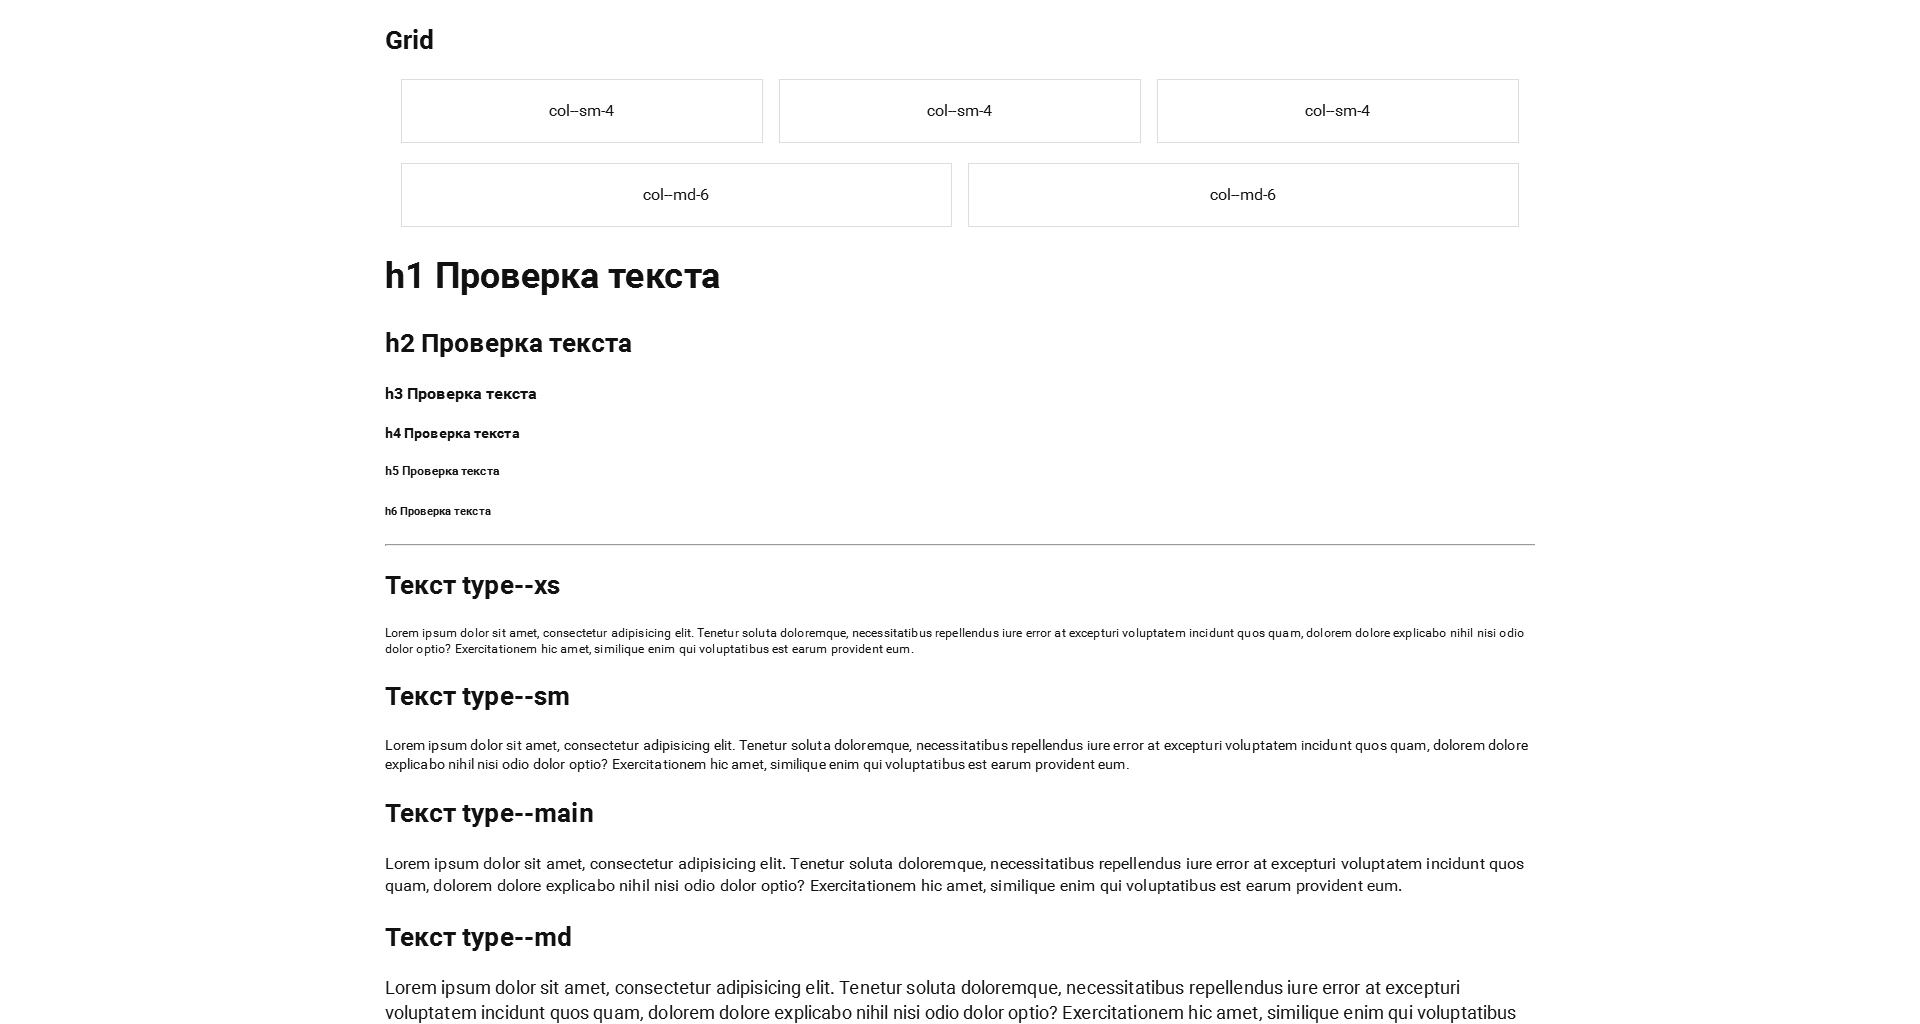 Grid
col--sm-4 col--sm-4 col--sm-4
col--md-6 col--md-6
h1 Проверка текста
h2 Проверка текста
h3 Проверка текста
h4 Проверка текста
h5 Проверка текста
h6 Проверка текста
Текст type--xs
Lorem ipsum dolor sit amet, consectetur adipisicing elit. Tenetur soluta doloremque, necessitatibus repellendus iure error at excepturi voluptatem incidunt quos quam, dolorem dolore explicabo nihil nisi odio
dolor optio? Exercitationem hic amet, similique enim qui voluptatibus est earum provident eum.
Текст type--sm
Lorem ipsum dolor sit amet, consectetur adipisicing elit. Tenetur soluta doloremque, necessitatibus repellendus iure error at excepturi voluptatem incidunt quos quam, dolorem dolore
explicabo nihil nisi odio dolor optio? Exercitationem hic amet, similique enim qui voluptatibus est earum provident eum.
Текст type--main
Lorem ipsum dolor sit amet, consectetur adipisicing elit. Tenetur soluta doloremque, necessitatibus repellendus iure error at excepturi voluptatem incidunt quos
quam, dolorem dolore explicabo nihil nisi odio dolor optio? Exercitationem hic amet, similique enim qui voluptatibus est earum provident eum.
Текст type--md
Lorem ipsum dolor sit amet, consectetur adipisicing elit. Tenetur soluta doloremque, necessitatibus repellendus iure error at excepturi
voluptatem incidunt quos quam, dolorem dolore explicabo nihil nisi odio dolor optio? Exercitationem hic amet, similique enim qui voluptatibus